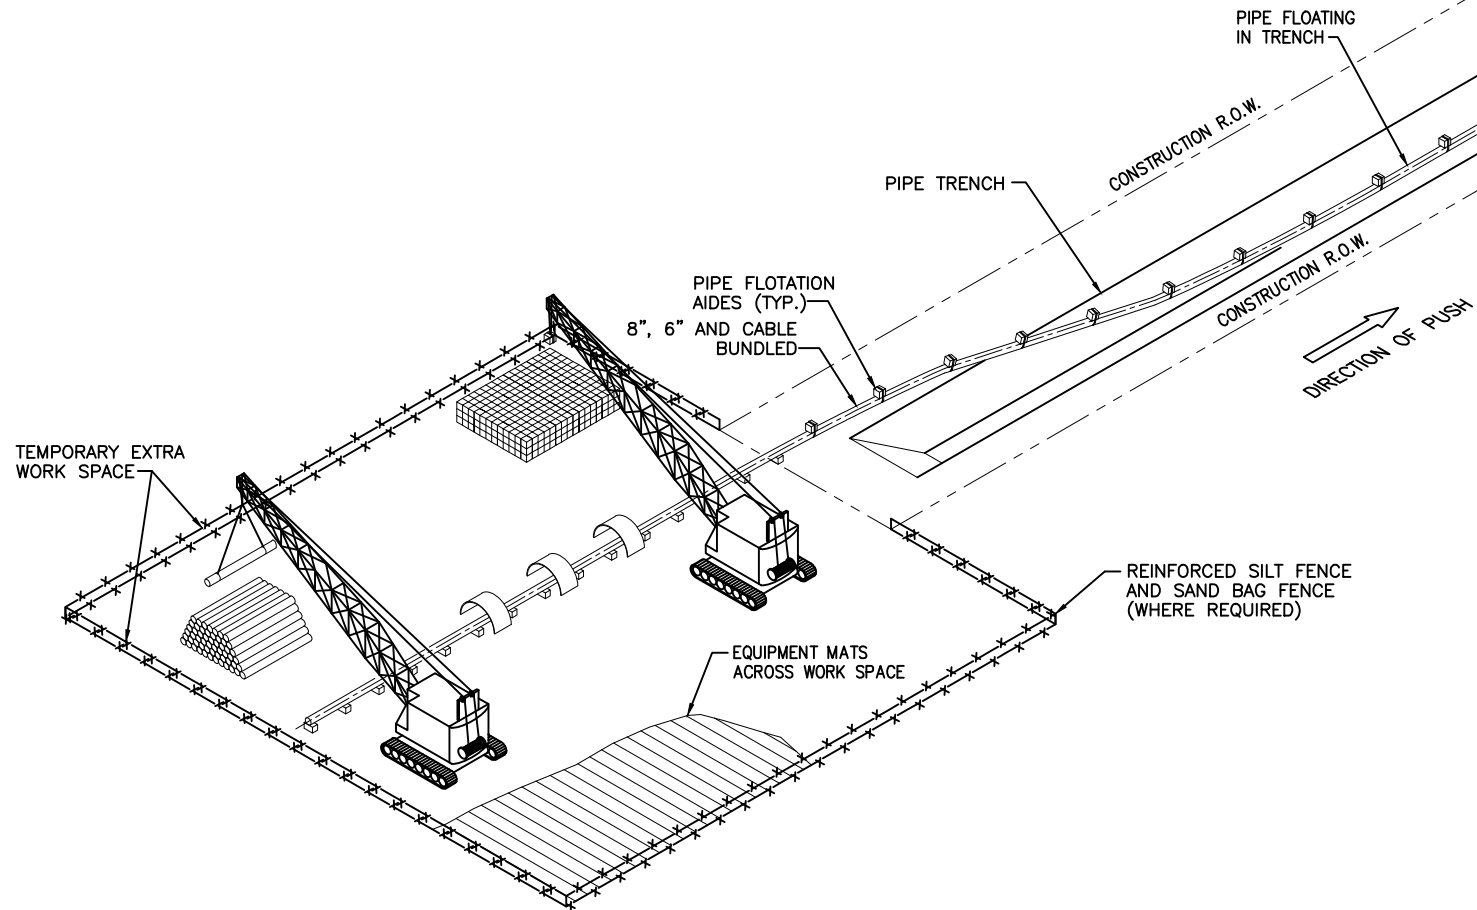 PIPE FLOATING
IN TRENCH
CONSTRUCTION R.O.W.
PIPE TRENCH
CONSTRUCTION R.O.W.
PIPE FLOTATION
AIDES (TYP.)
8", 6" AND CABLE
BUNDLED
DIRECTION OF PUSH
TEMPORARY EXTRA
WORK SPACE
REINFORCED SILT FENCE
AND SAND BAG FENCE
(WHERE REQUIRED)
EQUIPMENT MATS
ACROSS WORK SPACE